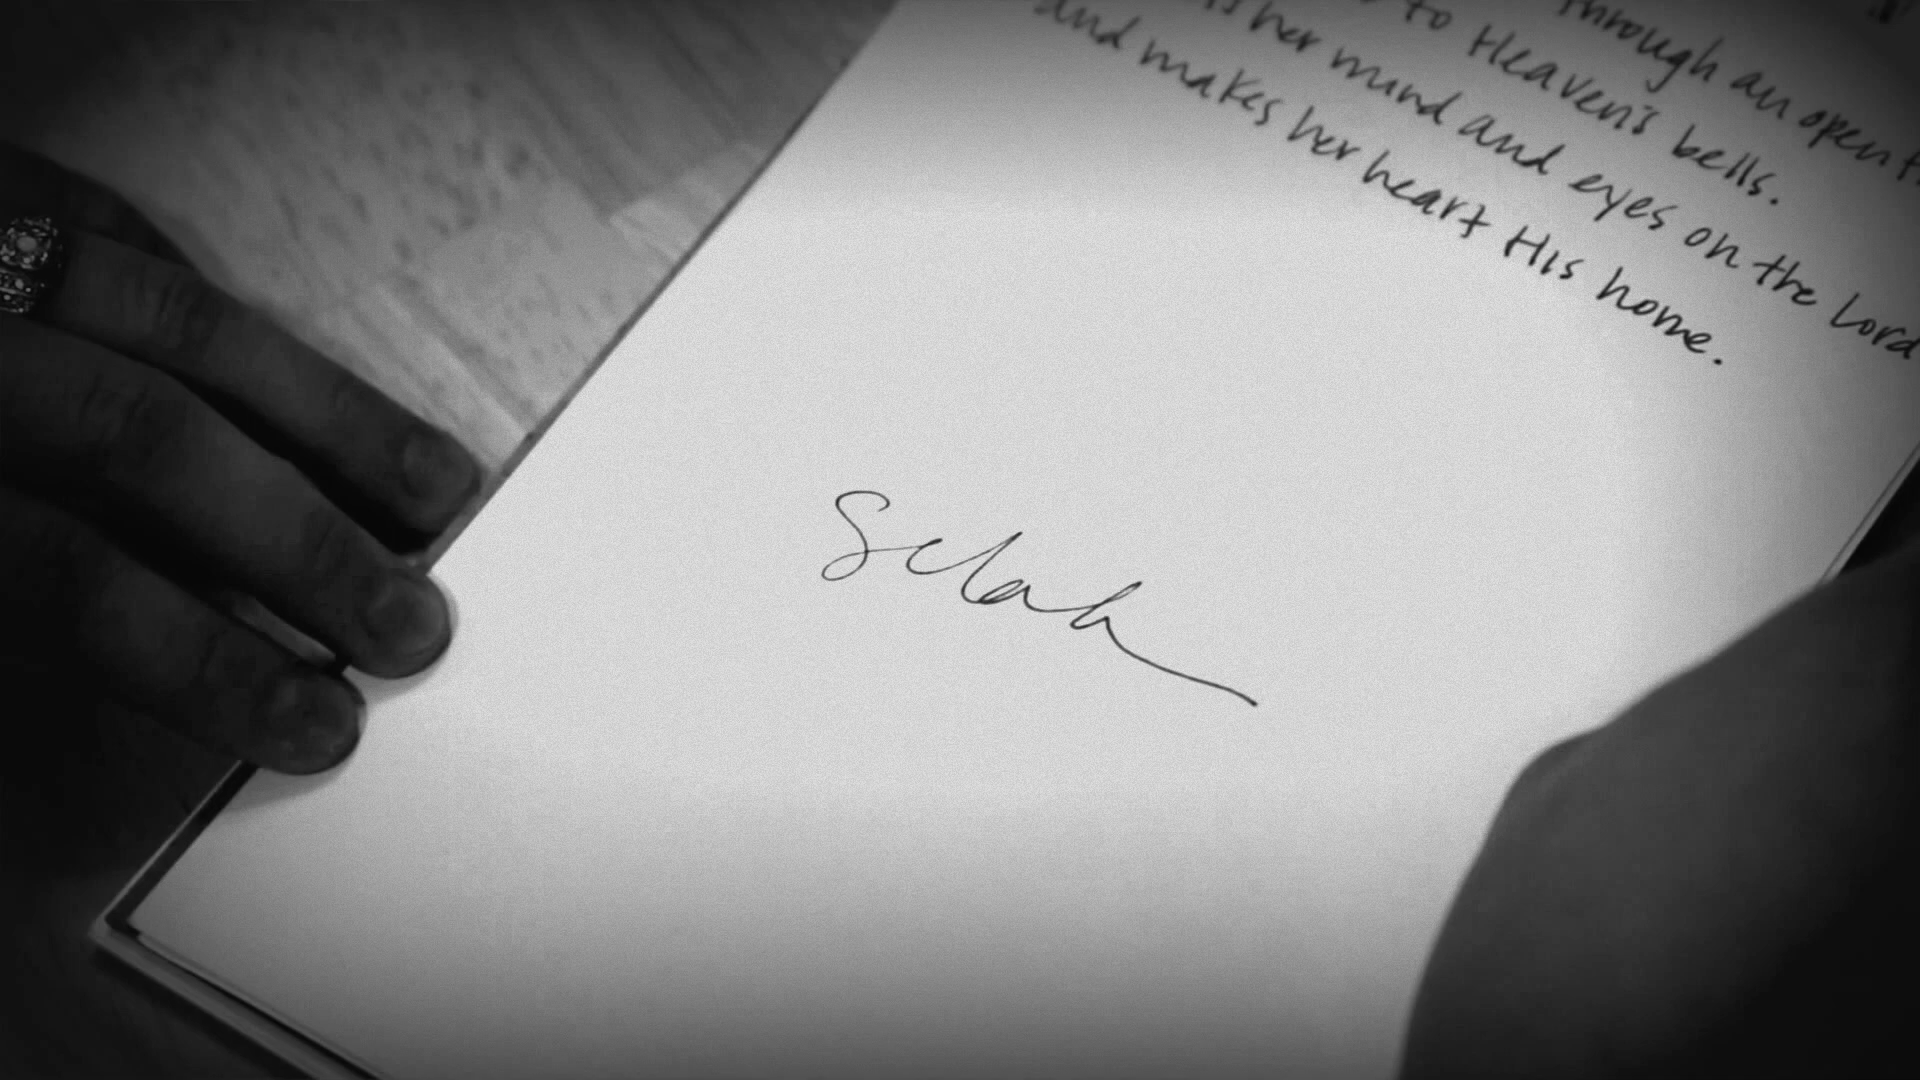 through an open
to Heaven's bells.
her mind and eyes on the Lord
and makes her heart His home.
Selah